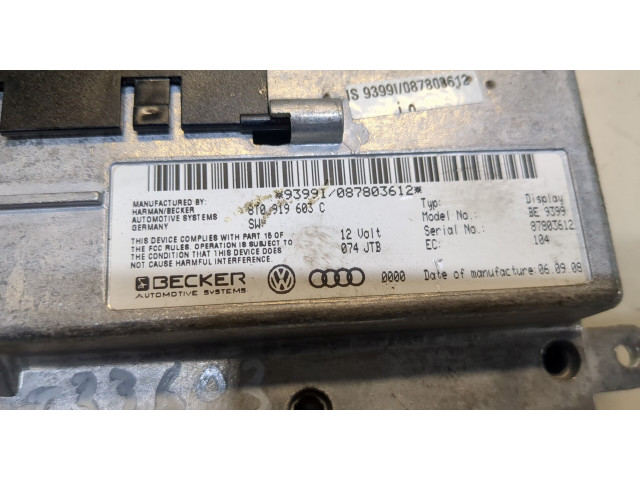 IS 9399I/087803612
*9399I/087803612*
MANUFACTURED BY:
HARMAN/BECKER
AUTOMOTIVE SYSTEMS
GERMANY
8T0 919 603 C
SW:
THIS DEVICE COMPLIES WITH PART 15 OF
THE FCC RULES. OPERATION IS SUBJECT
TO THE CONDITION THAT THIS DEVICE DOES
NOT CAUSE HARMFUL INTERFERENCE.
12 Volt
074 JTB
Typ: Display
Model No.: BE 9399
Serial No.: 87803612
EC: 104
BECKER
AUTOMOTIVE SYSTEMS
0000 Date of manufacture: 06.09.08